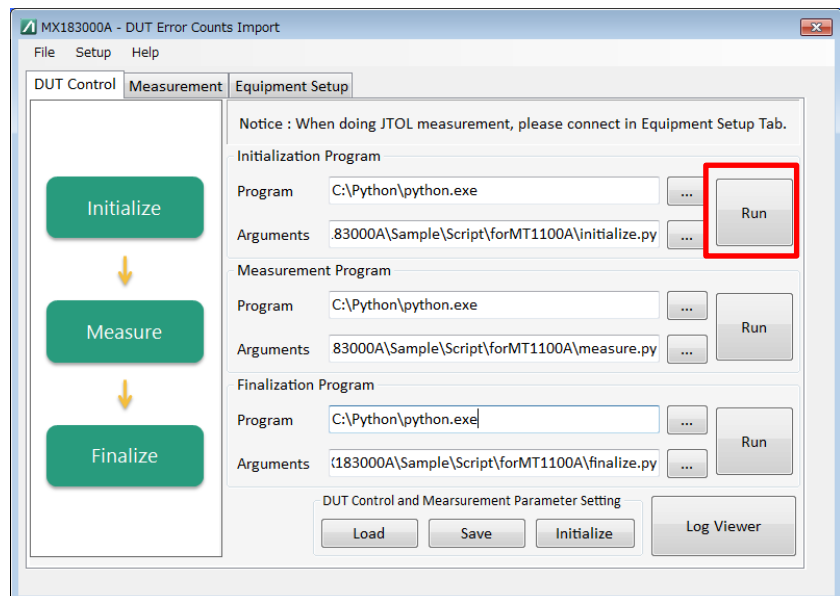 MX183000A - DUT Error Counts Import
File Setup Help
DUT Control Measurement Equipment Setup
Notice : When doing JTOL measurement, please connect in Equipment Setup Tab.
Initialize
Measure
Finalize
Initialization Program
Program C:\Python\python.exe ...
Arguments 83000A\Sample\Script\forMT1100A\initialize.py ...
Run
Measurement Program
Program C:\Python\python.exe ...
Arguments 83000A\Sample\Script\forMT1100A\measure.py ...
Run
Finalization Program
Program C:\Python\python.exe ...
Arguments X183000A\Sample\Script\forMT1100A\finalize.py ...
Run
DUT Control and Mearsurement Parameter Setting
Load Save Initialize
Log Viewer